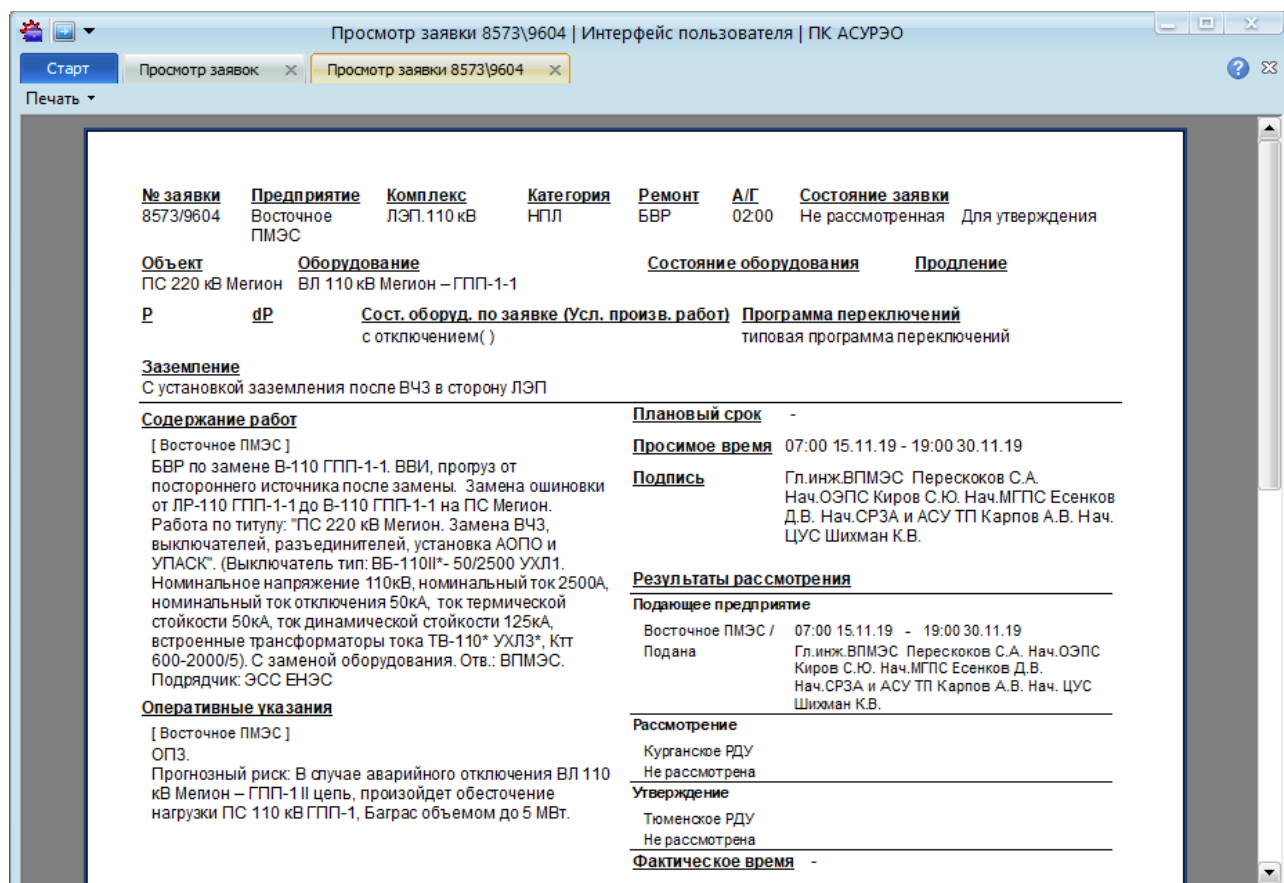 Просмотр заявки 8573\9604 | Интерфейс пользователя | ПК АСУРЭО
Старт Просмотр заявок Просмотр заявки 8573\9604
Печать
№ заявки Предприятие Комплекс Категория Ремонт А/Г Состояние заявки
8573/9604 Восточное ЛЭП.110 кВ НПЛ БВР 02:00 Не рассмотренная Для утверждения
ПМЭС
Объект Оборудование Состояние оборудования Продление
ПС 220 кВ Мегион ВЛ 110 кВ Мегион – ГПП-1-1
P dP Сост. оборуд. по заявке (Усл. произв. работ) Программа переключений
с отключением( ) типовая программа переключений
Заземление
С установкой заземления после ВЧЗ в сторону ЛЭП
Содержание работ
[ Восточное ПМЭС ]
БВР по замене В-110 ГПП-1-1. ВВИ, прогруз от
постороннего источника после замены. Замена ошиновки
от ЛР-110 ГПП-1-1 до В-110 ГПП-1-1 на ПС Мегион.
Работа по титулу: "ПС 220 кВ Мегион. Замена ВЧЗ,
выключателей, разъединителей, установка АОПО и
УПАСК". (Выключатель тип: ВБ-110II*- 50/2500 УХЛ1.
Номинальное напряжение 110кВ, номинальный ток 2500А,
номинальный ток отключения 50кА, ток термической
стойкости 50кА, ток динамической стойкости 125кА,
встроенные трансформаторы тока ТВ-110* УХЛ3*, Ктт
600-2000/5). С заменой оборудования. Отв.: ВПМЭС.
Подрядчик: ЭСС ЕНЭС
Оперативные указания
[ Восточное ПМЭС ]
ОПЗ.
Прогнозный риск: В случае аварийного отключения ВЛ 110
кВ Мегион – ГПП-1 II цепь, произойдет обесточение
нагрузки ПС 110 кВ ГПП-1, Баграс объемом до 5 МВт.
Плановый срок -
Просимое время 07:00 15.11.19 - 19:00 30.11.19
Подпись Гл.инж.ВПМЭС Перескоков С.А.
Нач.ОЭПС Киров С.Ю. Нач.МГПС Есенков
Д.В. Нач.СРЗА и АСУ ТП Карпов А.В. Нач.
ЦУС Шихман К.В.
Результаты рассмотрения
Подающее предприятие
Восточное ПМЭС / 07:00 15.11.19 - 19:00 30.11.19
Подана Гл.инж.ВПМЭС Перескоков С.А. Нач.ОЭПС
Киров С.Ю. Нач.МГПС Есенков Д.В.
Нач.СРЗА и АСУ ТП Карпов А.В. Нач. ЦУС
Шихман К.В.
Рассмотрение
Курганское РДУ
Не рассмотрена
Утверждение
Тюменское РДУ
Не рассмотрена
Фактическое время -